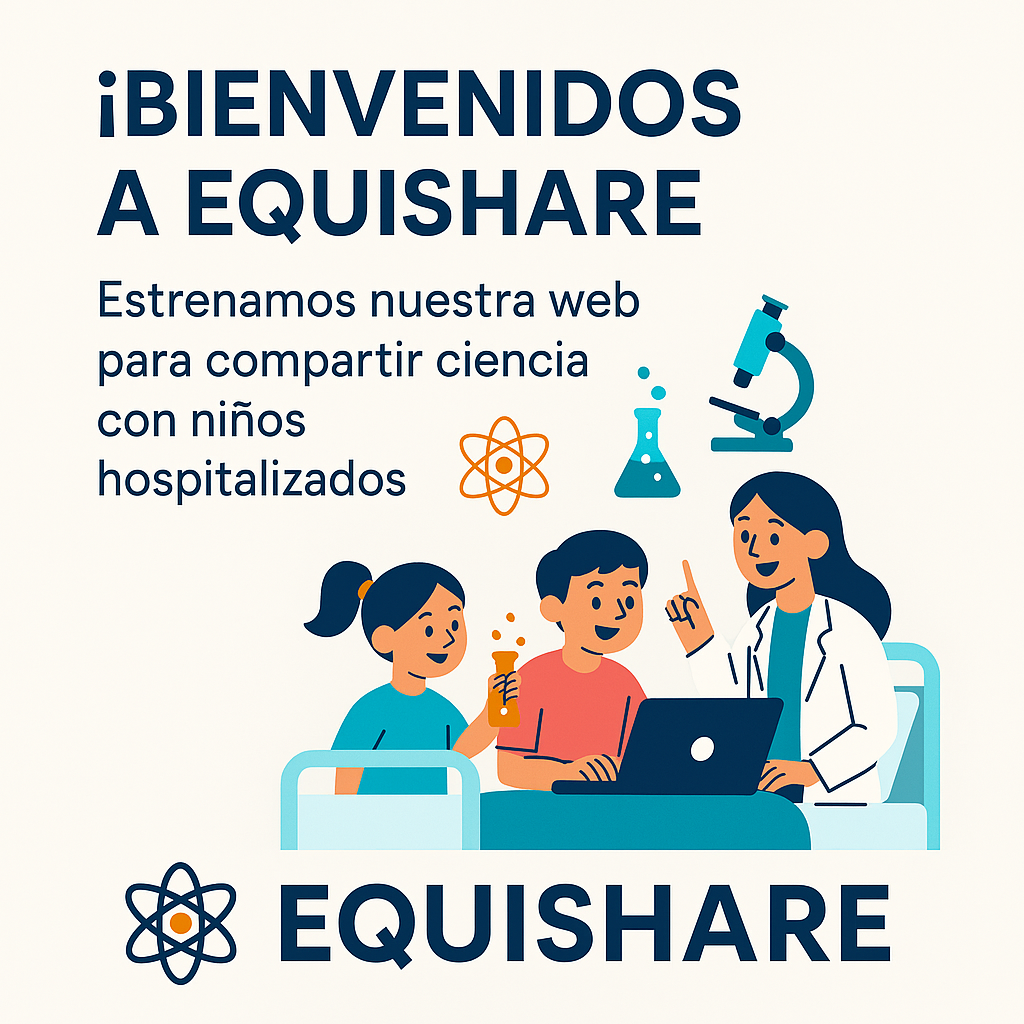 ¡BIENVENIDOS
A EQUISHARE
Estrenamos nuestra web
para compartir ciencia
con niños
hospitalizados
EQUISHARE